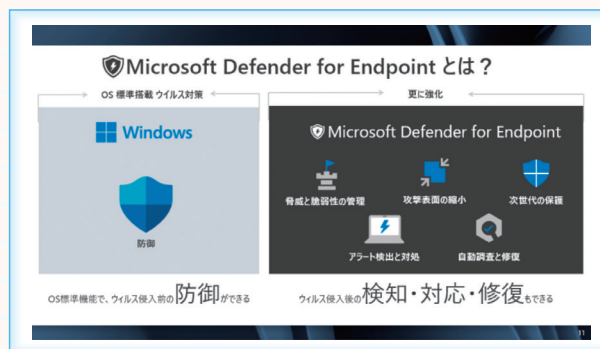 Microsoft Defender for Endpoint とは？
OS 標準搭載 ウイルス対策
更に強化
Windows
防御
Microsoft Defender for Endpoint
脅威と脆弱性の管理
攻撃表面の縮小
次世代の保護
アラート検出と対処
自動調査と修復
OS標準機能で、ウィルス侵入前の防御ができる
ウィルス侵入後の検知・対応・修復もできる
11